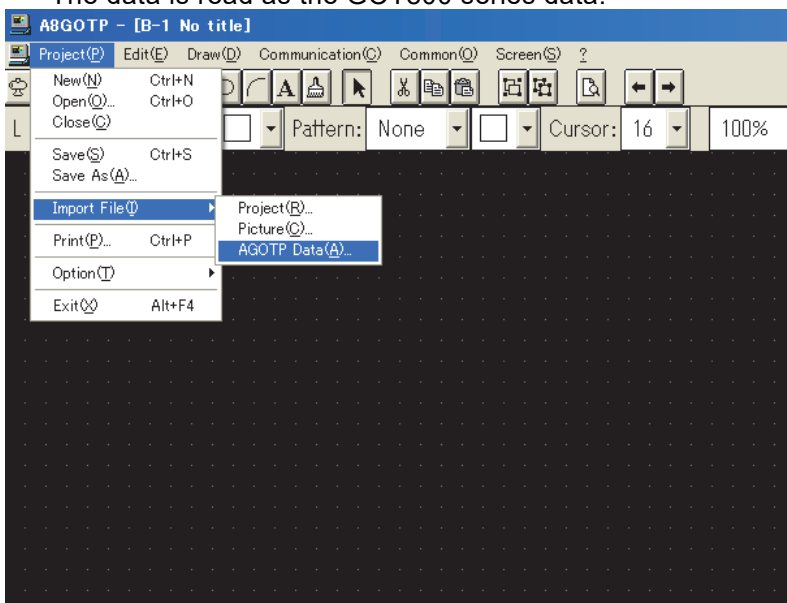 The data is read as the GOT800 series data.
A8GOTP - [B-1 No title]
Project(P) Edit(E) Draw(D) Communication(C) Common(O) Screen(S) ?
A
L Pattern: None Cursor: 16 100%
New(N) Ctrl+N
Open(O)... Ctrl+O
Close(C)
Save(S) Ctrl+S
Save As(A)...
Import File(I)
Print(P)... Ctrl+P
Option(T)
Exit(X) Alt+F4
Project(R)...
Picture(C)...
AGOTP Data(A)...